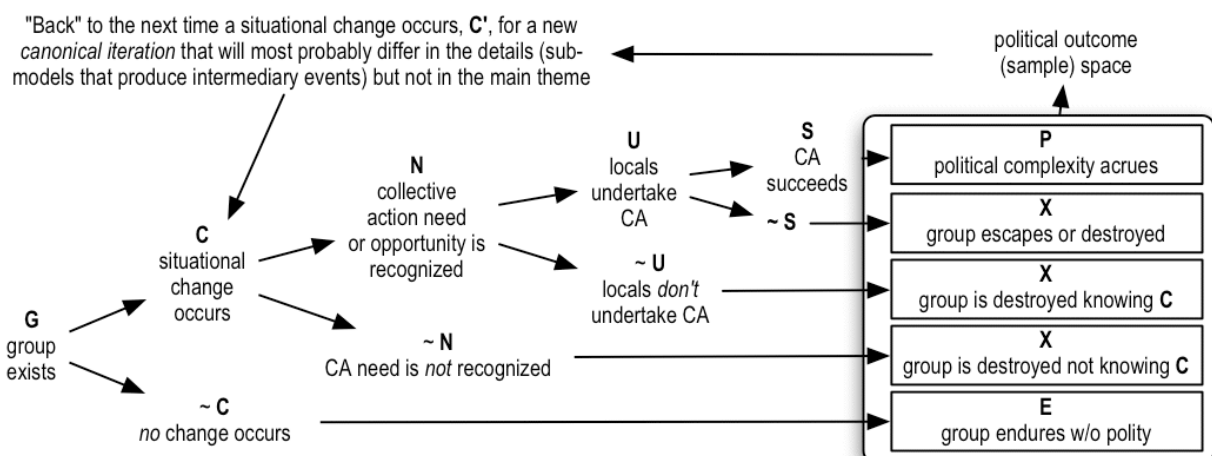 "Back" to the next time a situational change occurs, C', for a new
canonical iteration that will most probably differ in the details (sub-
models that produce intermediary events) but not in the main theme
political outcome
(sample) space
G
group
exists
C
situational
change
occurs
~ C
no change occurs
N
collective
action need
or opportunity is
recognized
~ N
CA need is not recognized
U
locals
undertake
CA
~ U
locals don't
undertake CA
S
CA
succeeds
~ S
P
political complexity acrues
X
group escapes or destroyed
X
group is destroyed knowing C
X
group is destroyed not knowing C
E
group endures w/o polity